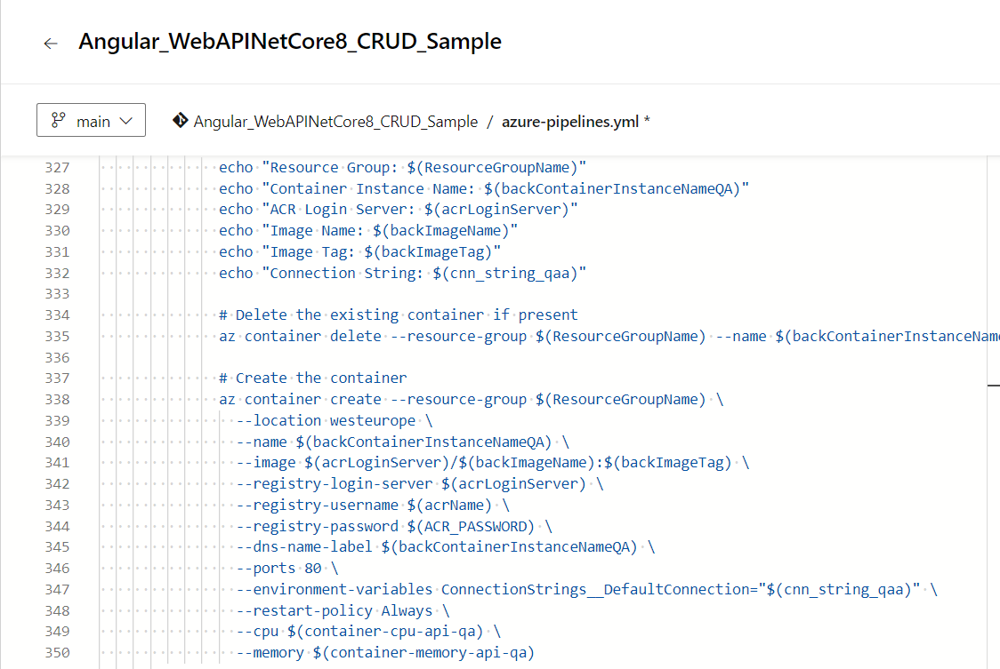 Angular_WebAPINetCore8_CRUD_Sample
main Angular_WebAPINetCore8_CRUD_Sample / azure-pipelines.yml *
327 echo "Resource Group: $(ResourceGroupName)"
328 echo "Container Instance Name: $(backContainerInstanceNameQA)"
329 echo "ACR Login Server: $(acrLoginServer)"
330 echo "Image Name: $(backImageName)"
331 echo "Image Tag: $(backImageTag)"
332 echo "Connection String: $(cnn_string_qaa)"
333
334 # Delete the existing container if present
335 az container delete --resource-group $(ResourceGroupName) --name $(backContainerInstanceName
336
337 # Create the container
338 az container create --resource-group $(ResourceGroupName) \
339 --location westeurope \
340 --name $(backContainerInstanceNameQA) \
341 --image $(acrLoginServer)/$(backImageName):$(backImageTag) \
342 --registry-login-server $(acrLoginServer) \
343 --registry-username $(acrName) \
344 --registry-password $(ACR_PASSWORD) \
345 --dns-name-label $(backContainerInstanceNameQA) \
346 --ports 80 \
347 --environment-variables ConnectionStrings__DefaultConnection="$(cnn_string_qaa)" \
348 --restart-policy Always \
349 --cpu $(container-cpu-api-qa) \
350 --memory $(container-memory-api-qa)